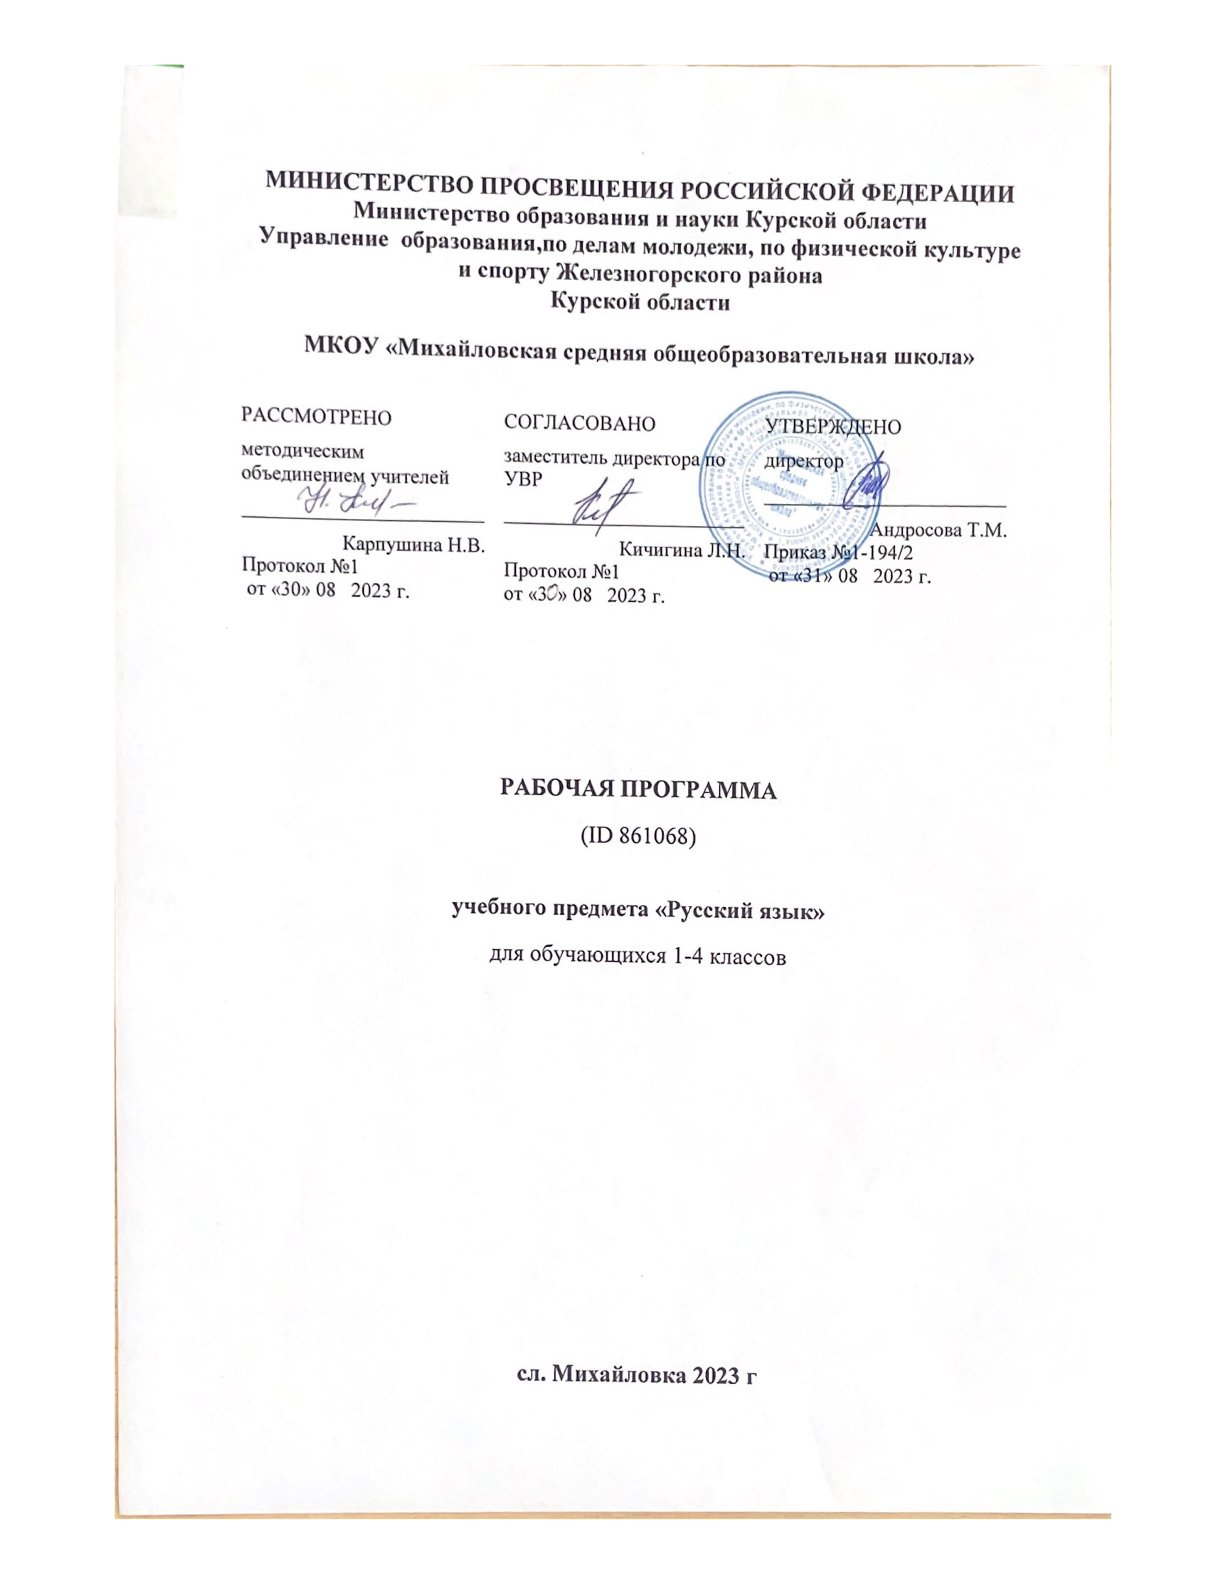 МИНИСТЕРСТВО ПРОСВЕЩЕНИЯ РОССИЙСКОЙ ФЕДЕРАЦИИ
Министерство образования и науки Курской области
Управление  образования,по делам молодежи, по физической культуре
и спорту Железногорского района
Курской области
МКОУ «Михайловская средняя общеобразовательная школа»
РАССМОТРЕНО
методическим
объединением учителей
Карпушина Н.В.
Протокол №1
от «30» 08   2023 г.
СОГЛАСОВАНО
заместитель директора по
УВР
Кичигина Л.Н.
Протокол №1
от «30» 08   2023 г.
УТВЕРЖДЕНО
директор
Андросова Т.М.
Приказ №1-194/2
от «31» 08   2023 г.
РАБОЧАЯ ПРОГРАММА
(ID 861068)
учебного предмета «Русский язык»
для обучающихся 1-4 классов
сл. Михайловка 2023 г